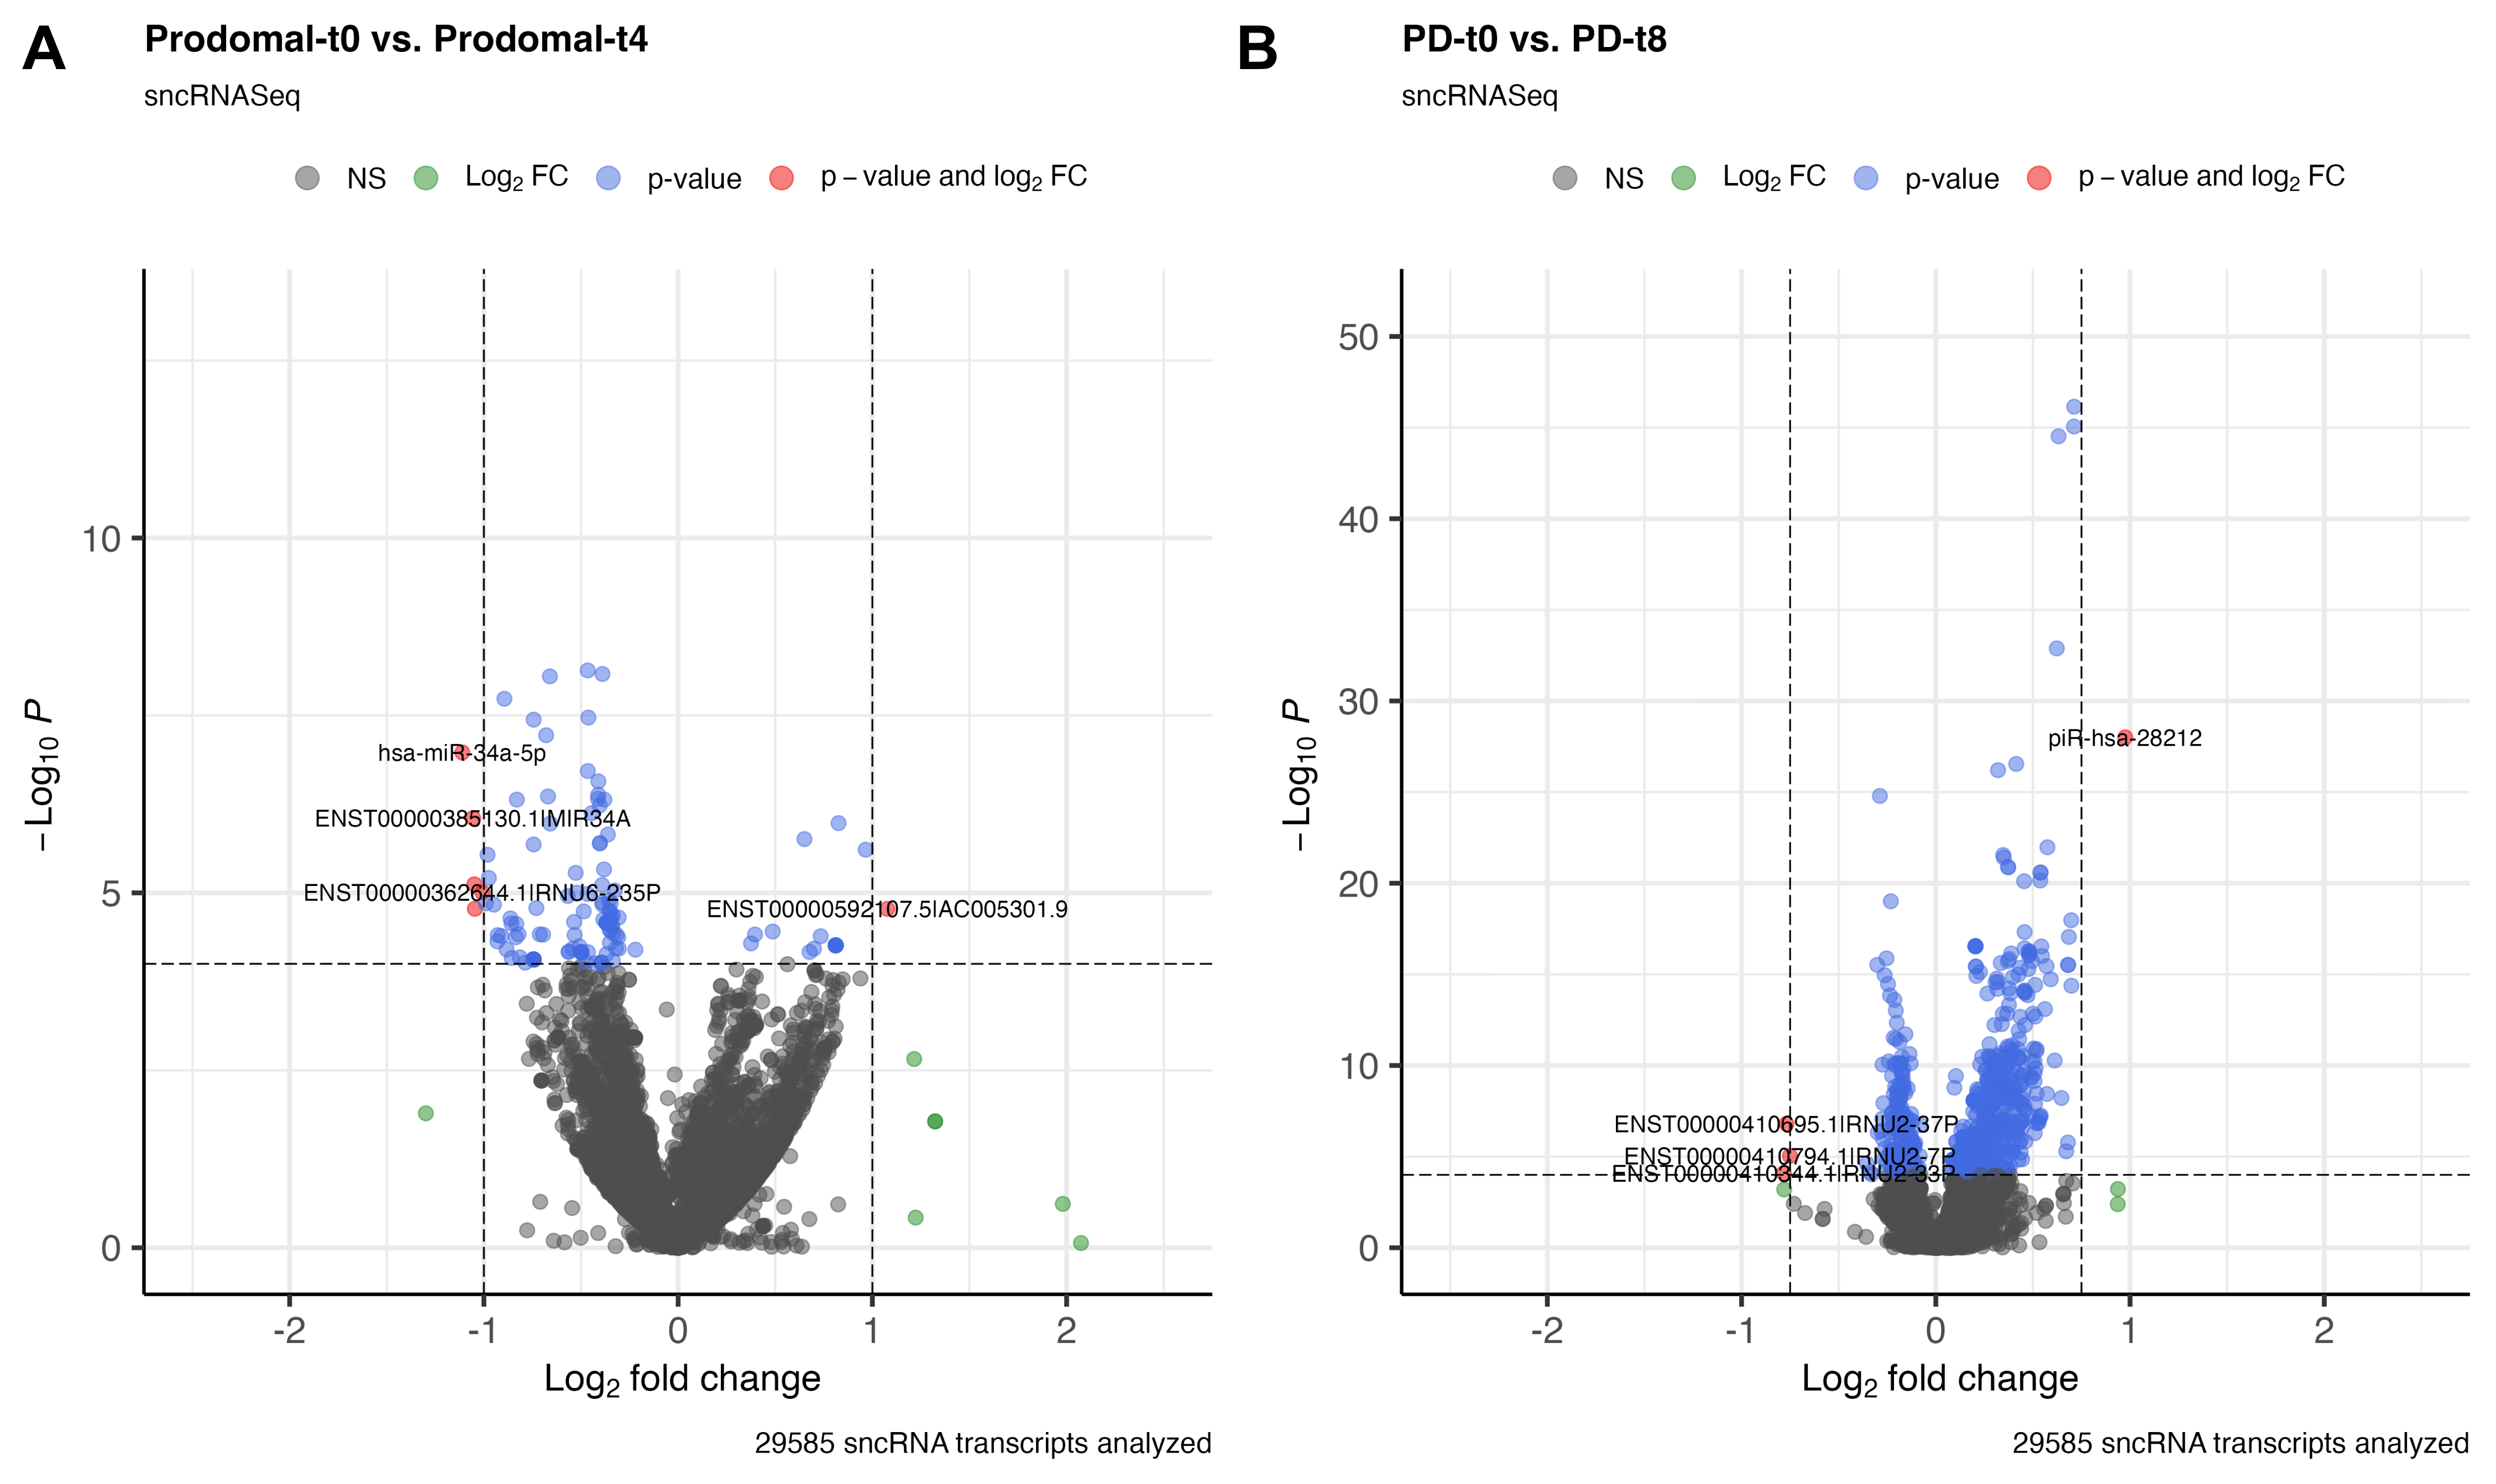 A
Prodomal-t0 vs. Prodomal-t4
sncRNASeq
NS Log2 FC p-value p – value and log2 FC
10
5
0
–Log10 P
hsa-miR-34a-5p
ENST00000385130.1|MIR34A
ENST00000362644.1|RNU6-235P
ENST00000592107.5|AC005301.9
-2 -1 0 1 2
Log2 fold change
29585 sncRNA transcripts analyzed
B
PD-t0 vs. PD-t8
sncRNASeq
NS Log2 FC p-value p – value and log2 FC
50
40
30
20
10
0
–Log10 P
piR-hsa-28212
ENST00000410995.1|RNU2-37P
ENST00000410794.1|RNU2-7P
ENST00000410344.1|RNU2-33P
-2 -1 0 1 2
Log2 fold change
29585 sncRNA transcripts analyzed